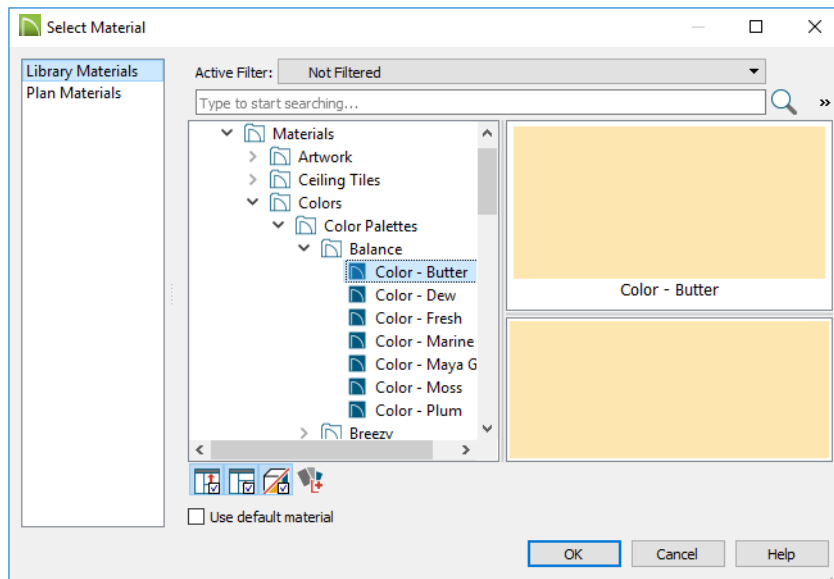 Select Material
Library Materials
Plan Materials
Active Filter: Not Filtered
Type to start searching...
»
Materials
Artwork
Ceiling Tiles
Colors
Color Palettes
Balance
Color - Butter
Color - Dew
Color - Fresh
Color - Marine
Color - Maya G
Color - Moss
Color - Plum
Breezy
Color - Butter
Use default material
OK Cancel Help